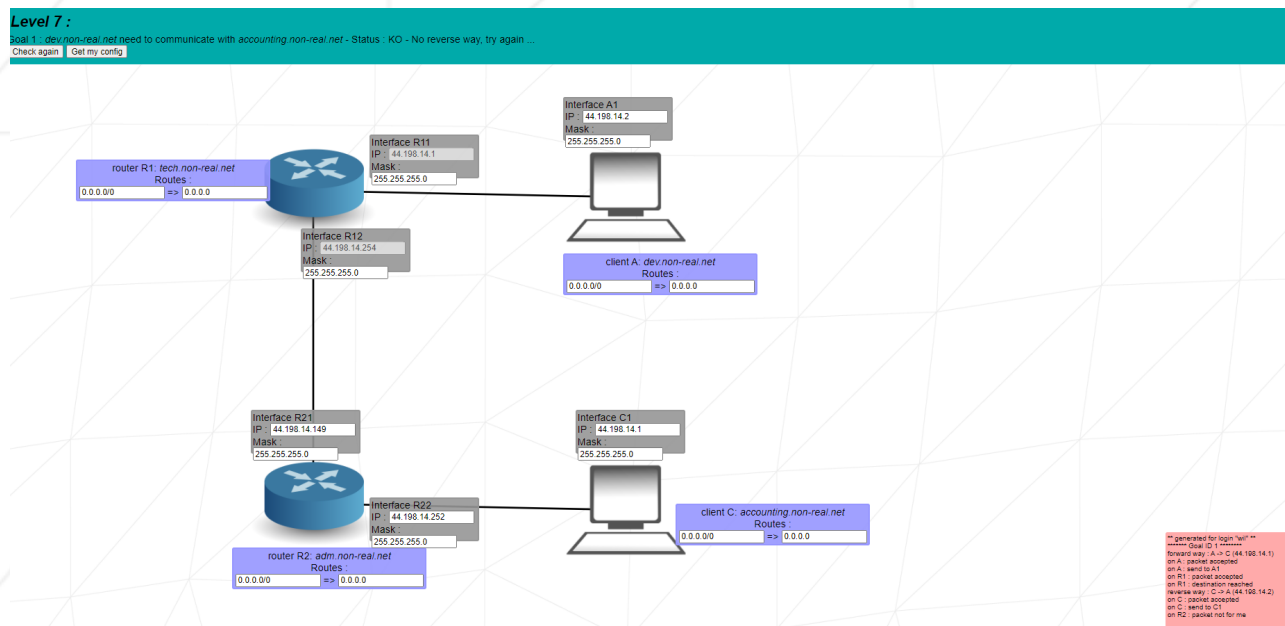 Level 7 :
Goal 1 : dev.non-real.net need to communicate with accounting.non-real.net - Status : KO - No reverse way, try again ...
Check again Get my config
Interface A1
IP : 44.198.14.2
Mask :
255.255.255.0
Interface R11
IP : 44.198.14.1
Mask :
255.255.255.0
router R1: tech.non-real.net
Routes :
0.0.0.0/0 => 0.0.0.0
Interface R12
IP : 44.198.14.254
Mask :
255.255.255.0
client A: dev.non-real.net
Routes :
0.0.0.0/0 => 0.0.0.0
Interface R21
IP : 44.198.14.149
Mask :
255.255.255.0
Interface C1
IP : 44.198.14.1
Mask :
255.255.255.0
Interface R22
IP : 44.198.14.252
Mask :
255.255.255.0
client C: accounting.non-real.net
Routes :
0.0.0.0/0 => 0.0.0.0
router R2: adm.non-real.net
Routes :
0.0.0.0/0 => 0.0.0.0
** generated for login "wil" **
******* Goal ID 1 ********
forward way : A -> C (44.198.14.1)
on A : packet accepted
on A : send to A1
on R1 : packet accepted
on R1 : destination reached
reverse way : C -> A (44.198.14.2)
on C : packet accepted
on C : send to C1
on R2 : packet not for me